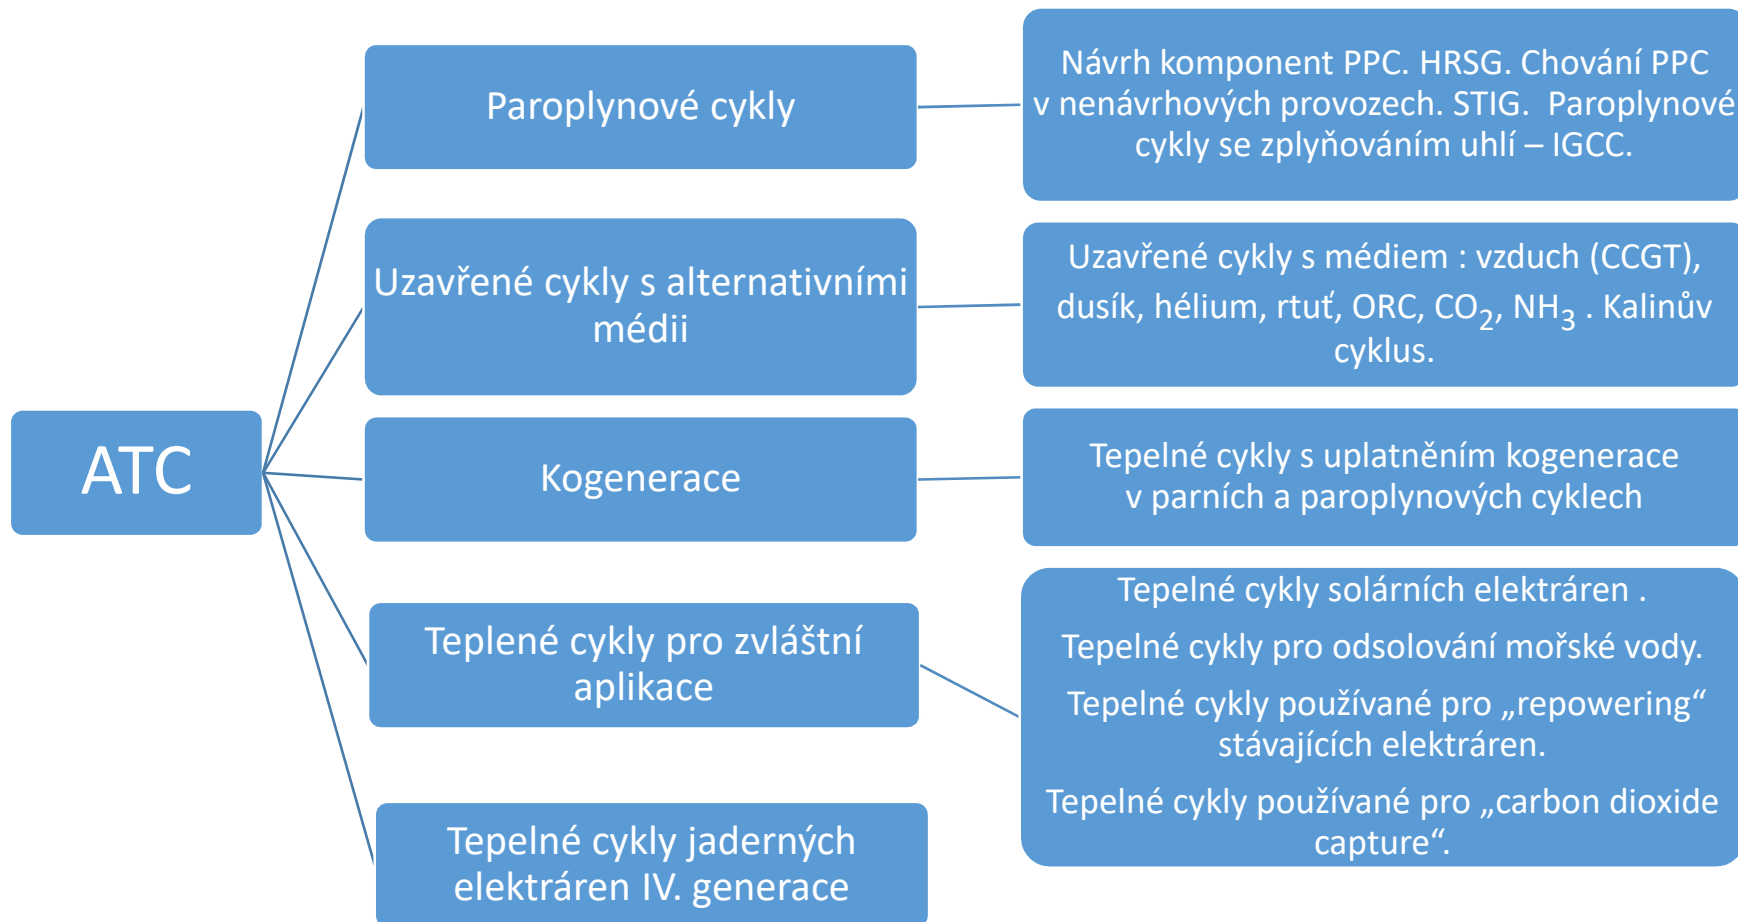 ATC
Paroplynové cykly
Návrh komponent PPC. HRSG. Chování PPC
v nenávrhových provozech. STIG. Paroplynové
cykly se zplyňováním uhlí – IGCC.
Uzavřené cykly s alternativními
médii
Uzavřené cykly s médiem : vzduch (CCGT),
dusík, hélium, rtuť, ORC, CO₂, NH₃ . Kalinův
cyklus.
Kogenerace
Tepelné cykly s uplatněním kogenerace
v parních a paroplynových cyklech
Teplené cykly pro zvláštní
aplikace
Tepelné cykly solárních elektráren .
Tepelné cykly pro odsolování mořské vody.
Tepelné cykly používané pro „repowering“
stávajících elektráren.
Tepelné cykly používané pro „carbon dioxide
capture“.
Tepelné cykly jaderných
elektráren IV. generace